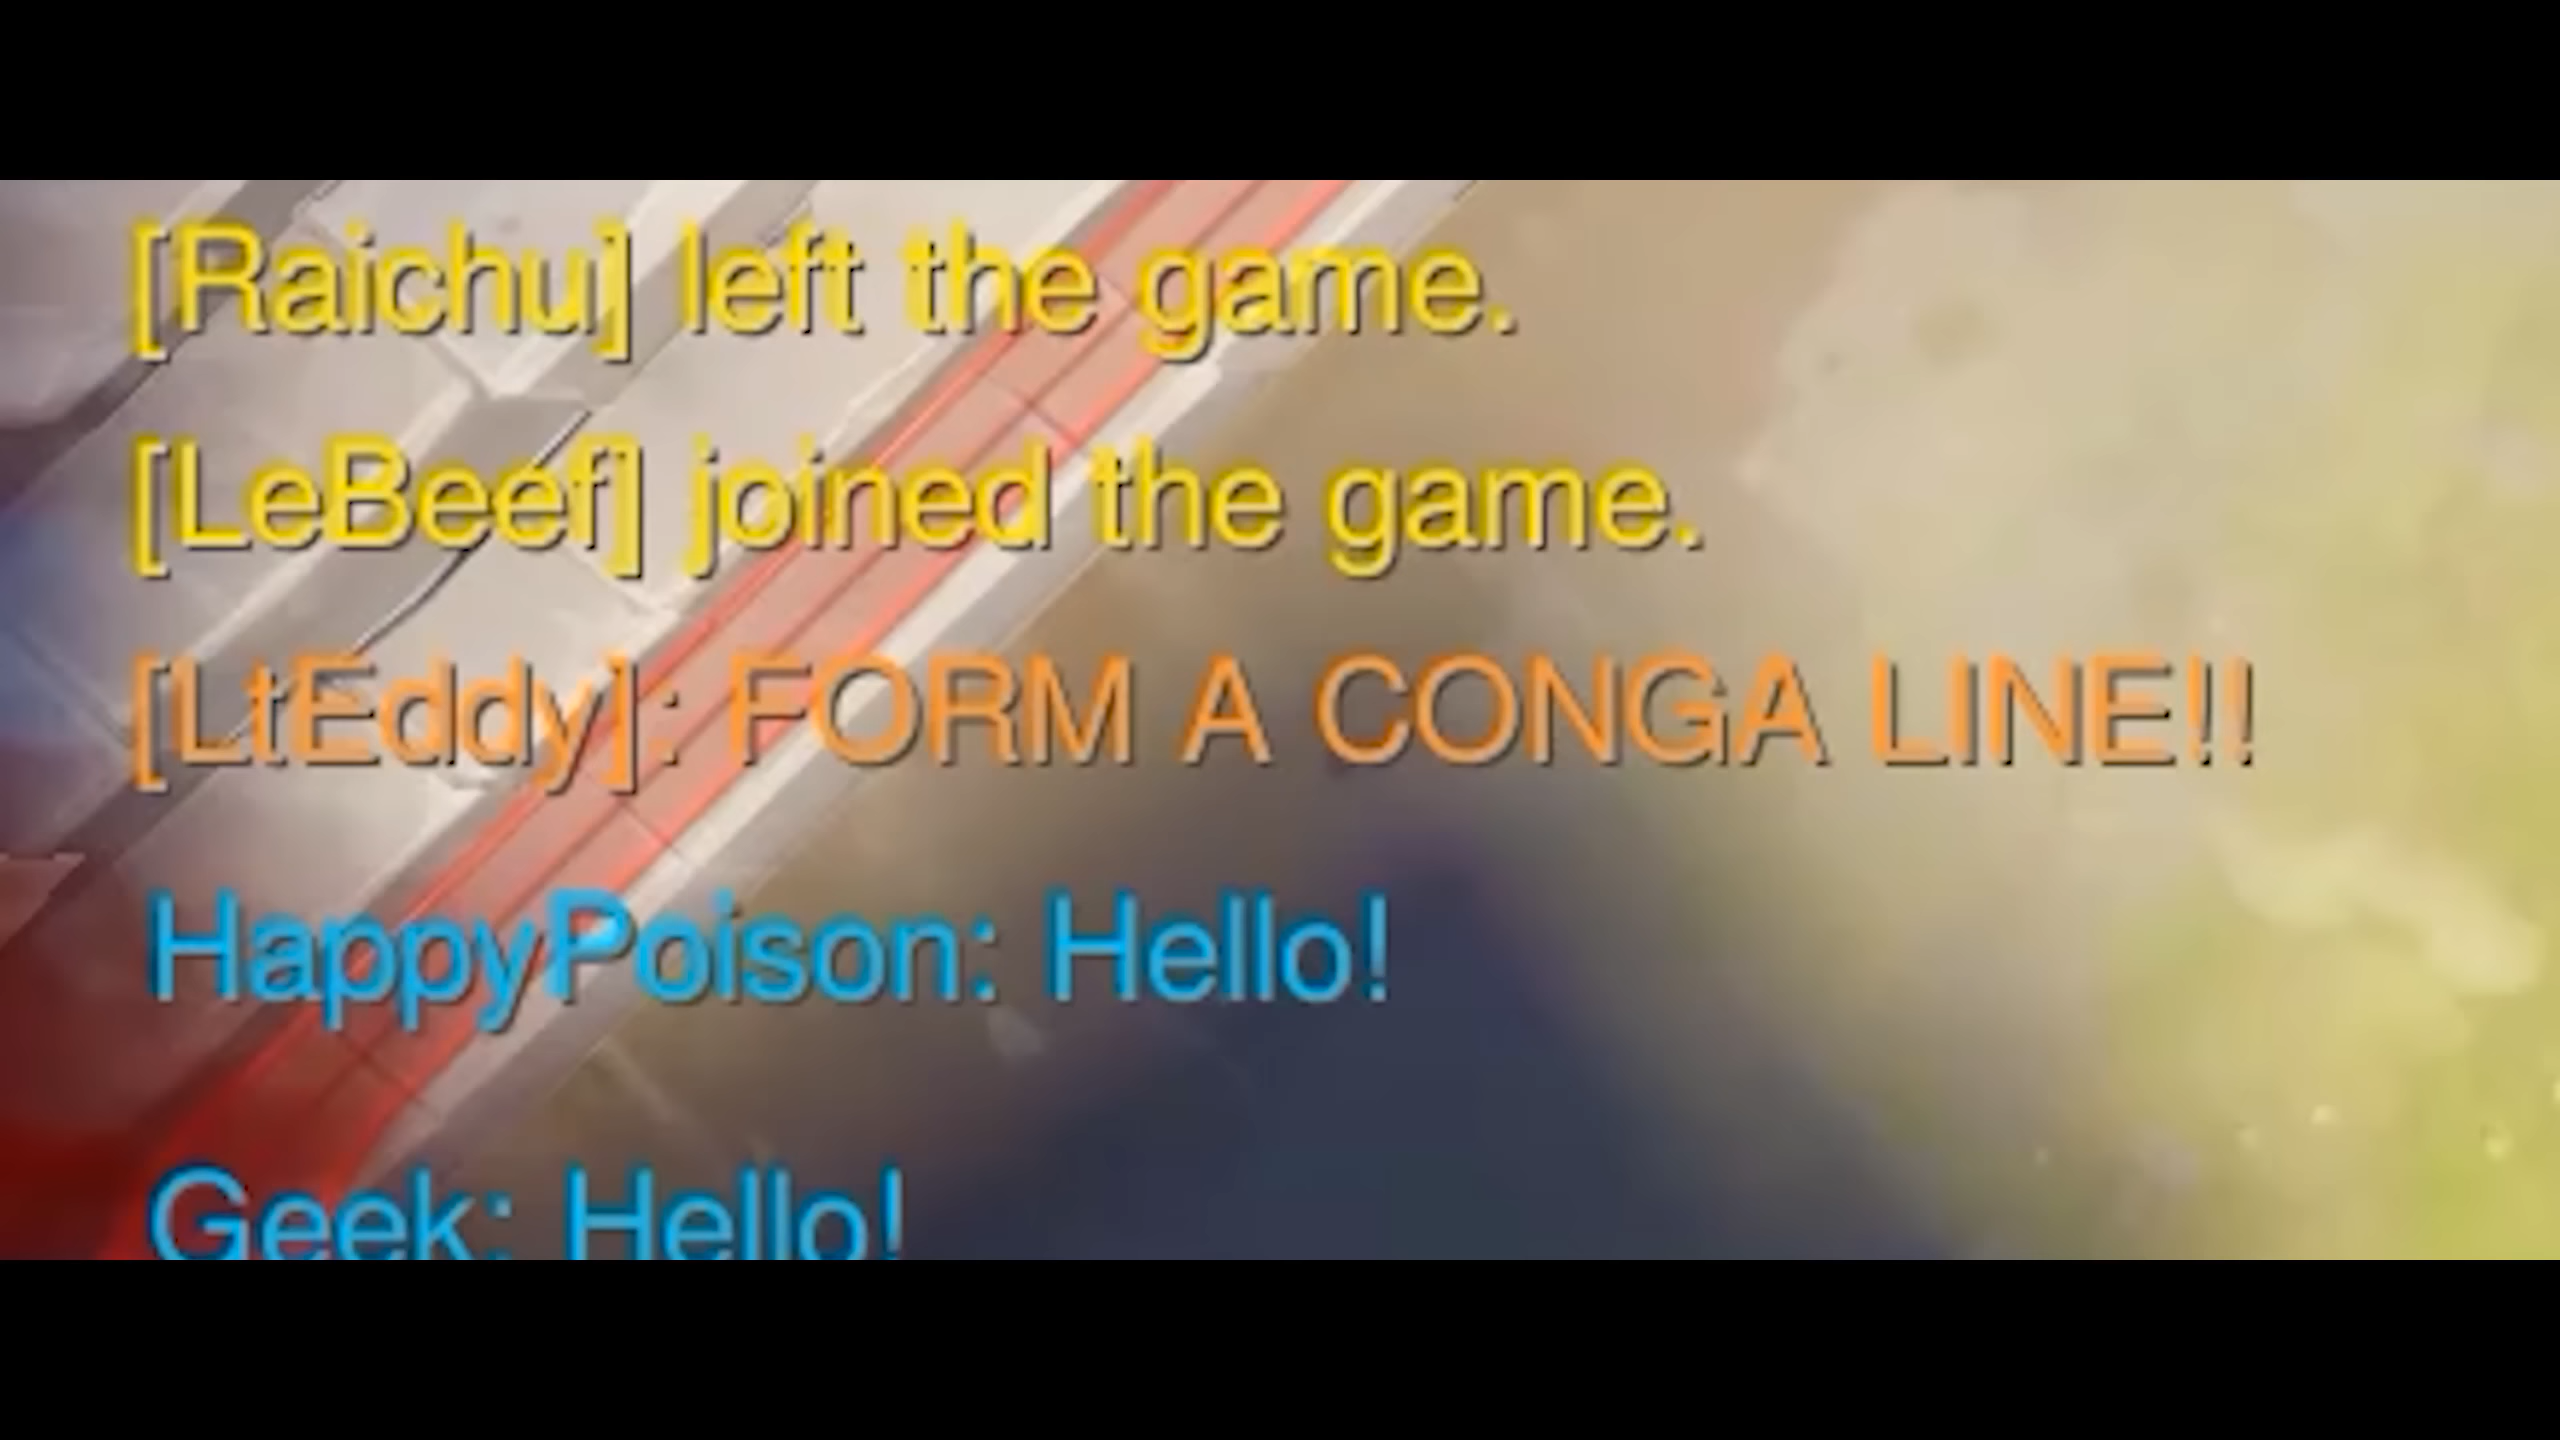 [Raichu] left the game.
[LeBeef] joined the game.
[LtEddy]: FORM A CONGA LINE!!
HappyPoison: Hello!
Geek: Hello!